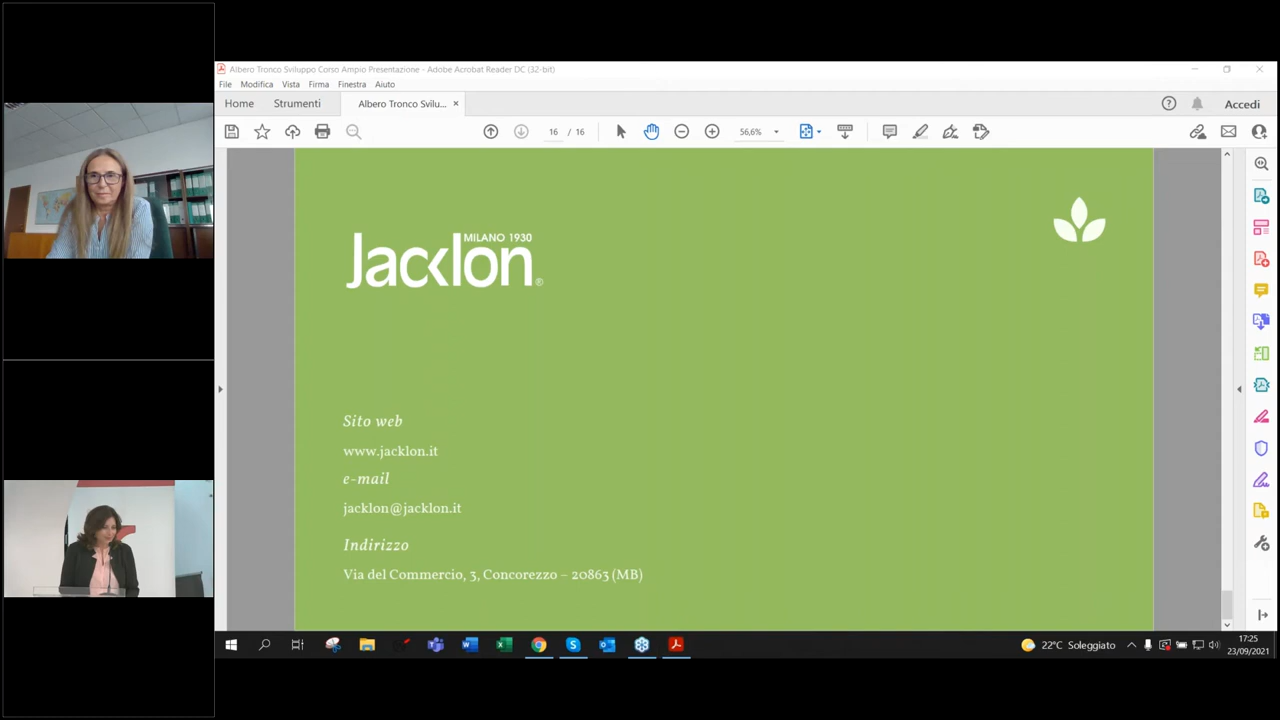 Albero Tronco Sviluppo Corso Ampio Presentazione - Adobe Acrobat Reader DC (32-bit)
File Modifica Vista Firma Finestra Aiuto
Home Strumenti Albero Tronco Svilu... × Accedi
16 / 16 56,6%
MILANO 1930
Jacklon®
Sito web
www.jacklon.it
e-mail
jacklon@jacklon.it
Indirizzo
Via del Commercio, 3, Concorezzo – 20863 (MB)
22°C Soleggiato
17:25
23/09/2021